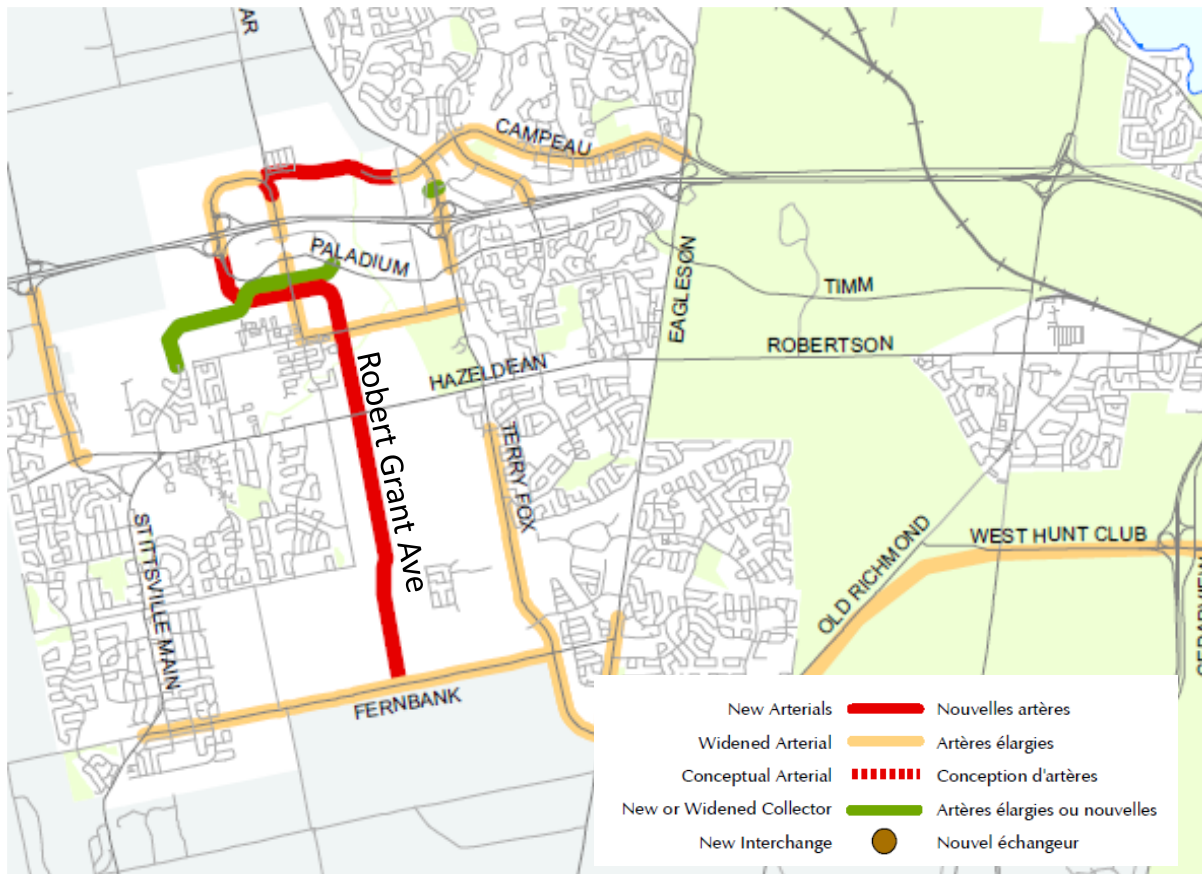 AR
CAMPEAU
PALADIUM
EAGLESON
TIMM
ROBERTSON
HAZELDEAN
Robert Grant Ave
TERRY FOX
STITTSVILLE MAIN
WEST HUNT CLUB
OLD RICHMOND
FERNBANK
New Arterials Nouvelles artères
Widened Arterial Artères élargies
Conceptual Arterial Conception d'artères
New or Widened Collector Artères élargies ou nouvelles
New Interchange Nouvel échangeur